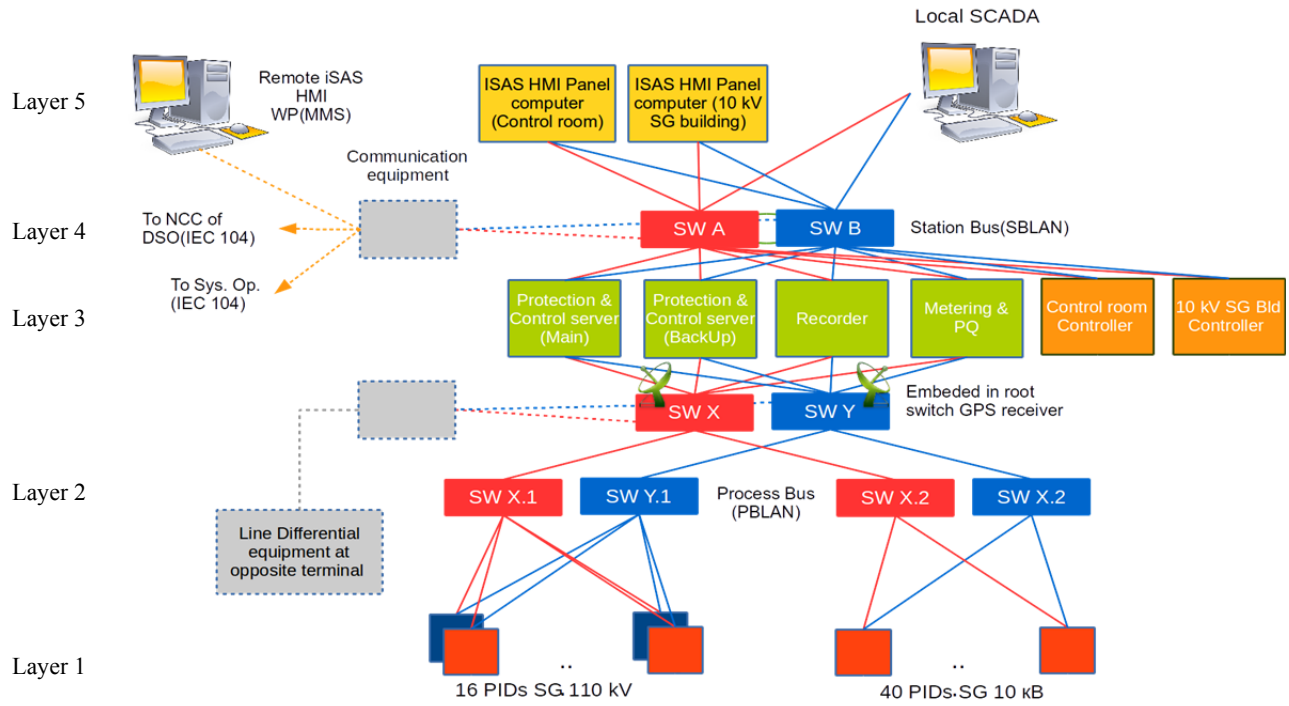 Local SCADA
Layer 5
Remote iSAS
HMI
WP(MMS)
ISAS HMI Panel
computer
(Control room)
ISAS HMI Panel
computer (10 kV
SG building)
Communication
equipment
Layer 4
To NCC of
DSO(IEC 104)
SW A
SW B
Station Bus(SBLAN)
To Sys. Op.
(IEC 104)
Layer 3
Protection &
Control server
(Main)
Protection &
Control server
(BackUp)
Recorder
Metering &
PQ
Control room
Controller
10 kV SG Bld
Controller
SW X
SW Y
Embeded in root
switch GPS receiver
Layer 2
SW X.1
SW Y.1
Process Bus
(PBLAN)
SW X.2
SW X.2
Line Differential
equipment at
opposite terminal
Layer 1
..
..
16 PIDs SG 110 kV
40 PIDs.SG 10 кВ